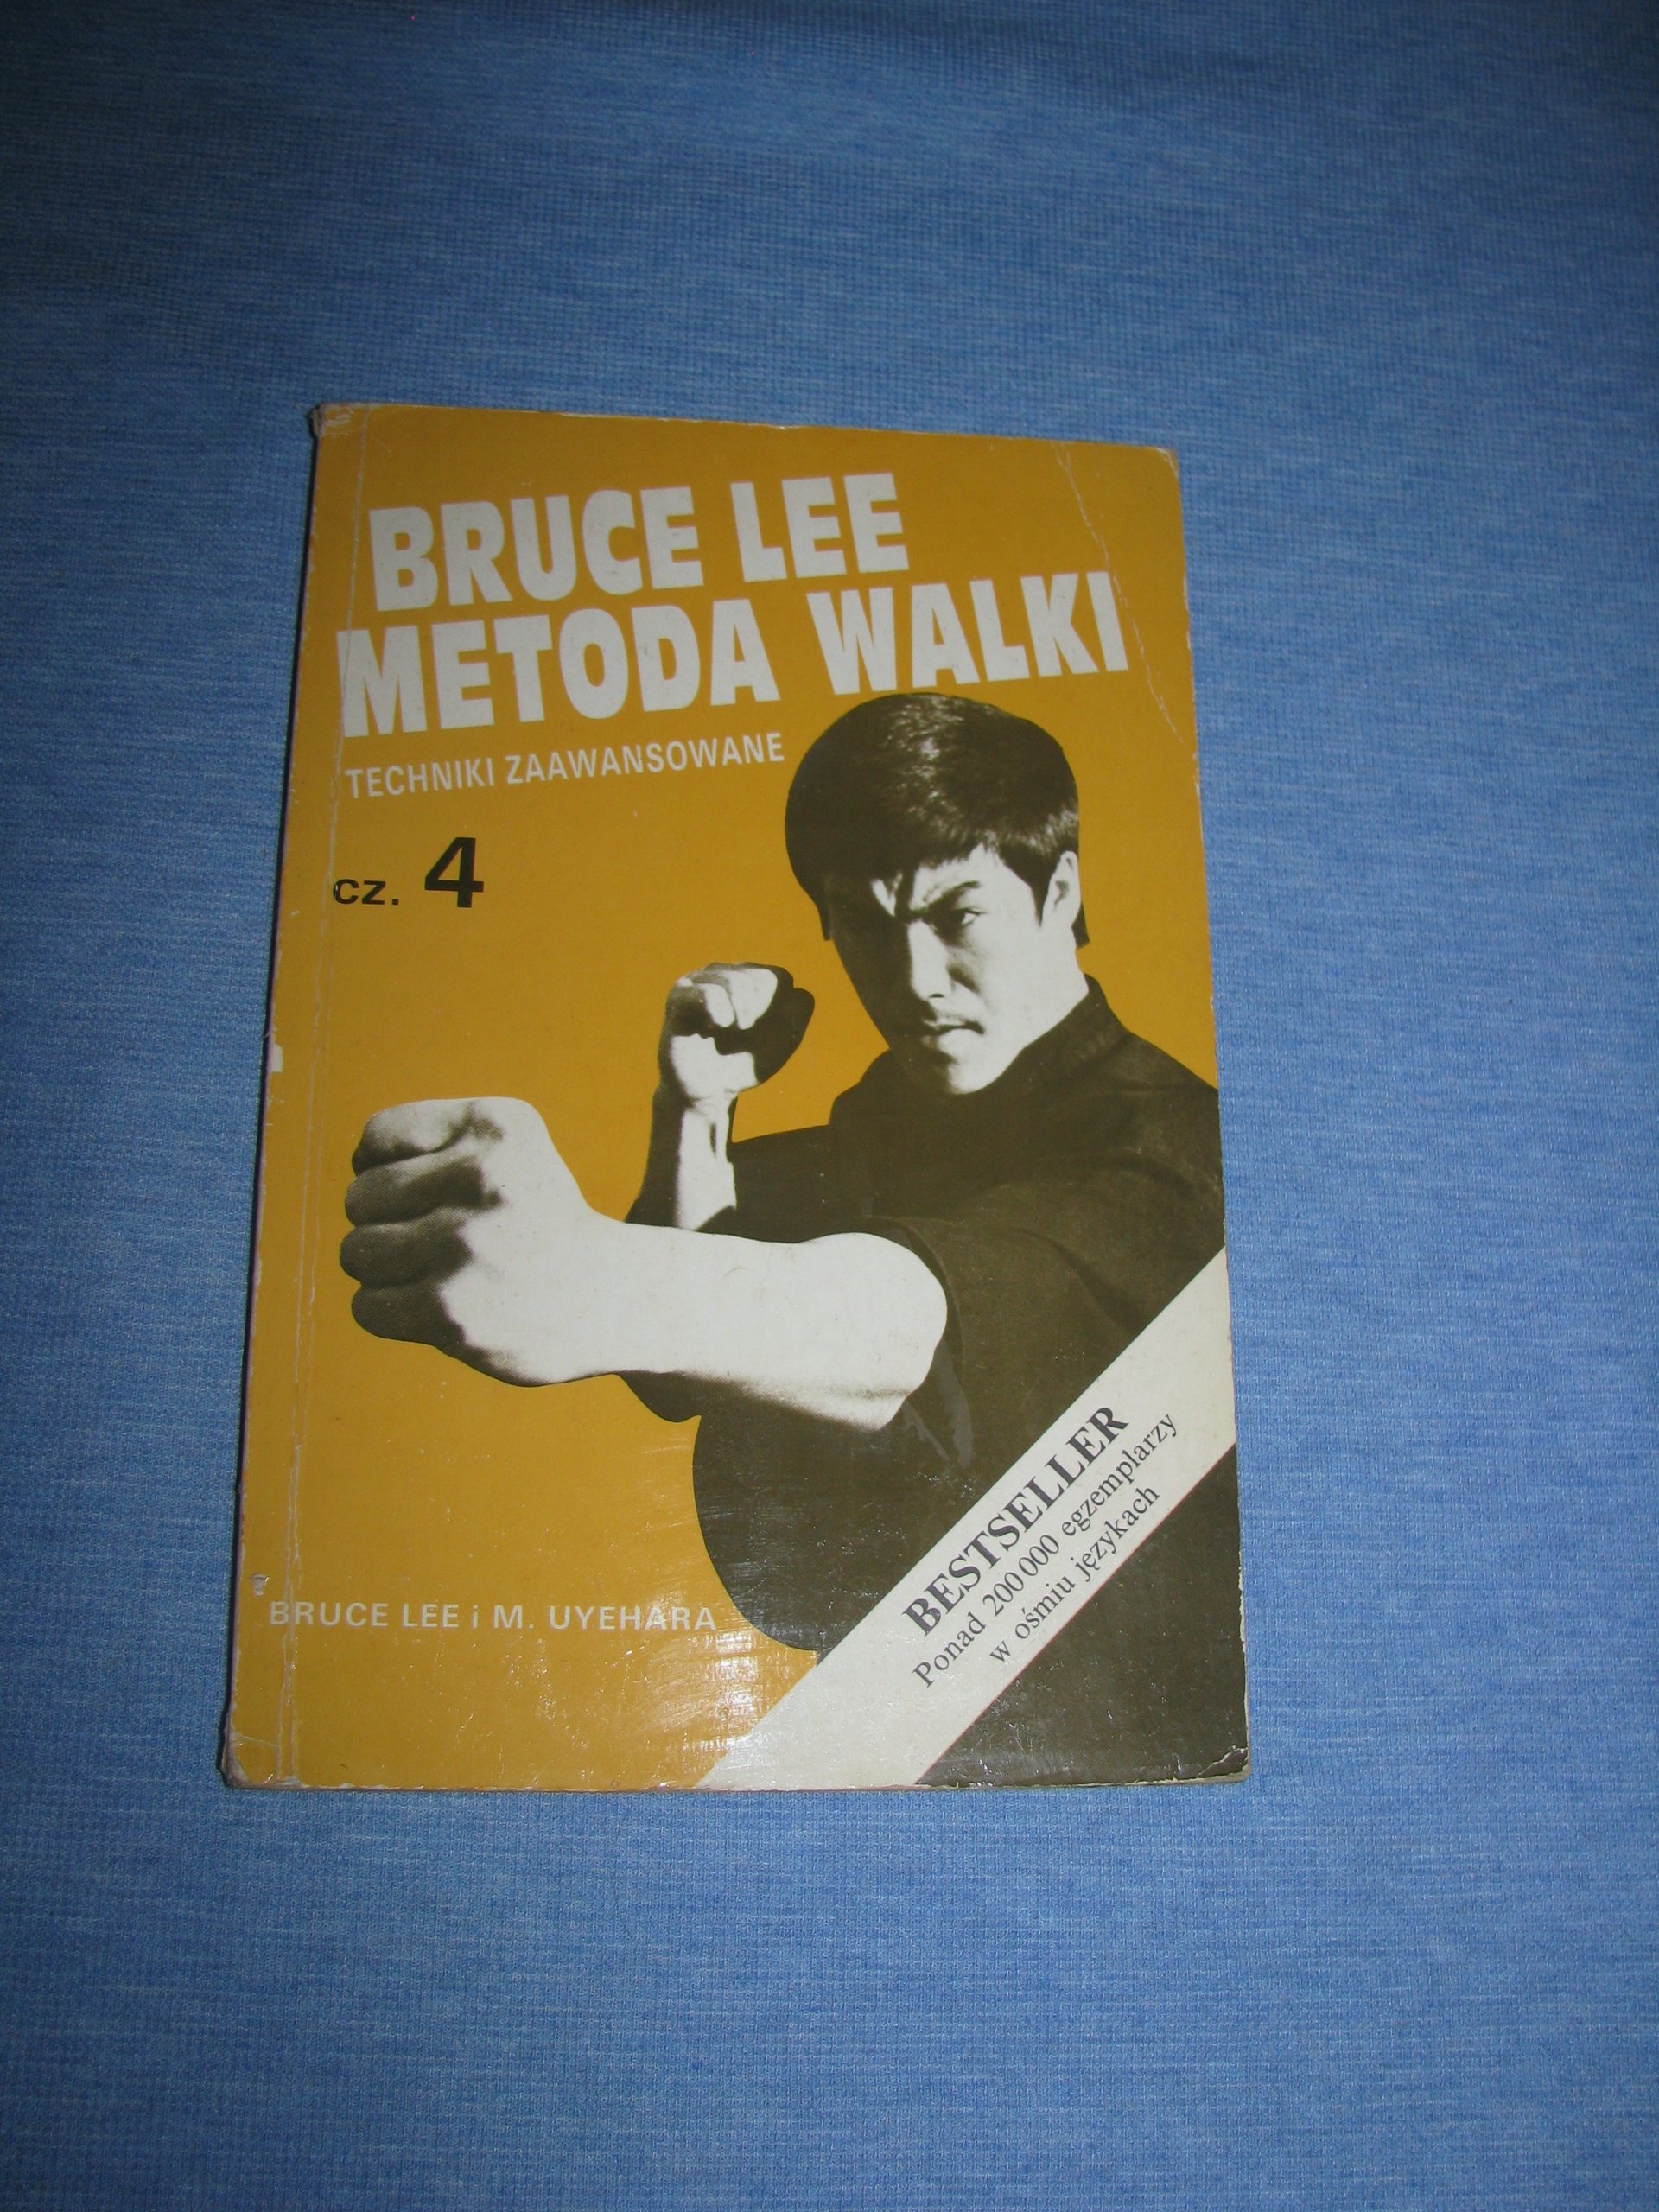 BRUCE LEE
METODA WALKI
TECHNIKI ZAAWANSOWANE
cz. 4
BRUCE LEE i M. UYEHARA
BESTSELLER
Ponad 200 000 egzemplarzy
w ośmiu językach